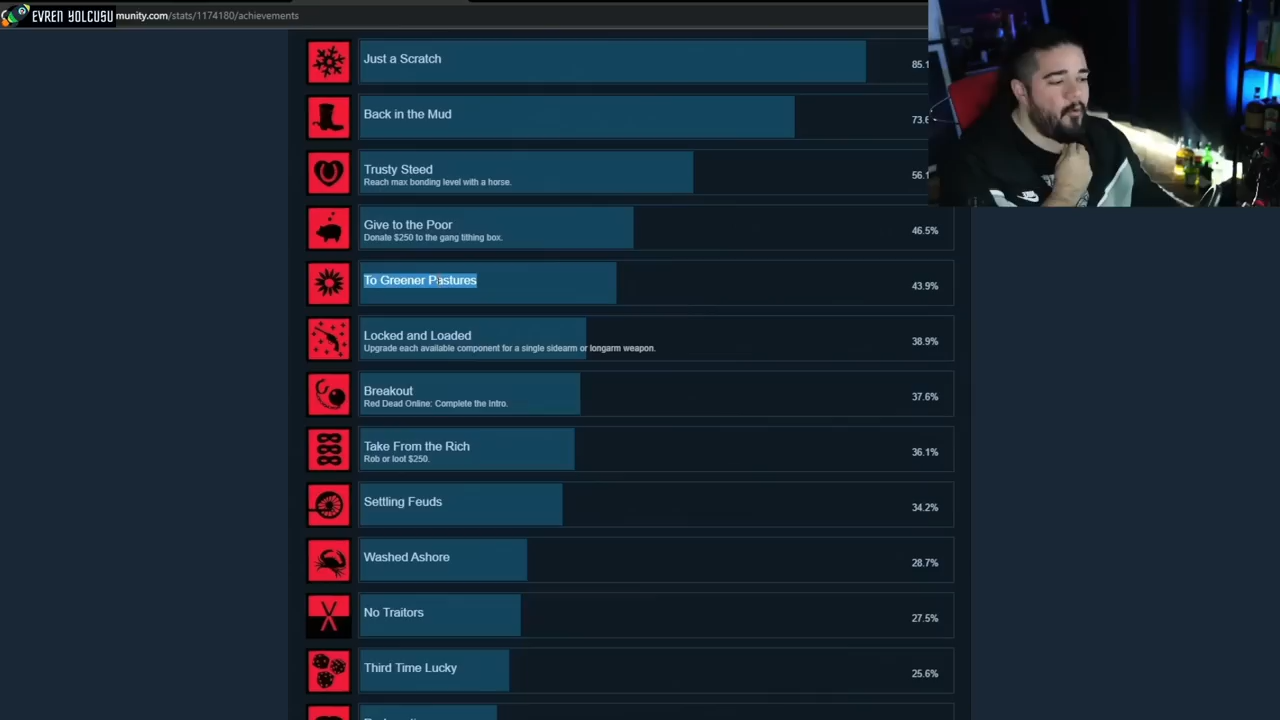 EVREN YOLCUSU
munity.com/stats/1174180/achievements
Just a Scratch
85.1
Back in the Mud
73.6
Trusty Steed
Reach max bonding level with a horse.
56.1
Give to the Poor
Donate $250 to the gang tithing box.
46.5%
To Greener Pastures
43.9%
Locked and Loaded
Upgrade each available component for a single sidearm or longarm weapon.
38.9%
Breakout
Red Dead Online: Complete the Intro.
37.6%
Take From the Rich
Rob or loot $250.
36.1%
Settling Feuds
34.2%
Washed Ashore
28.7%
No Traitors
27.5%
Third Time Lucky
25.6%